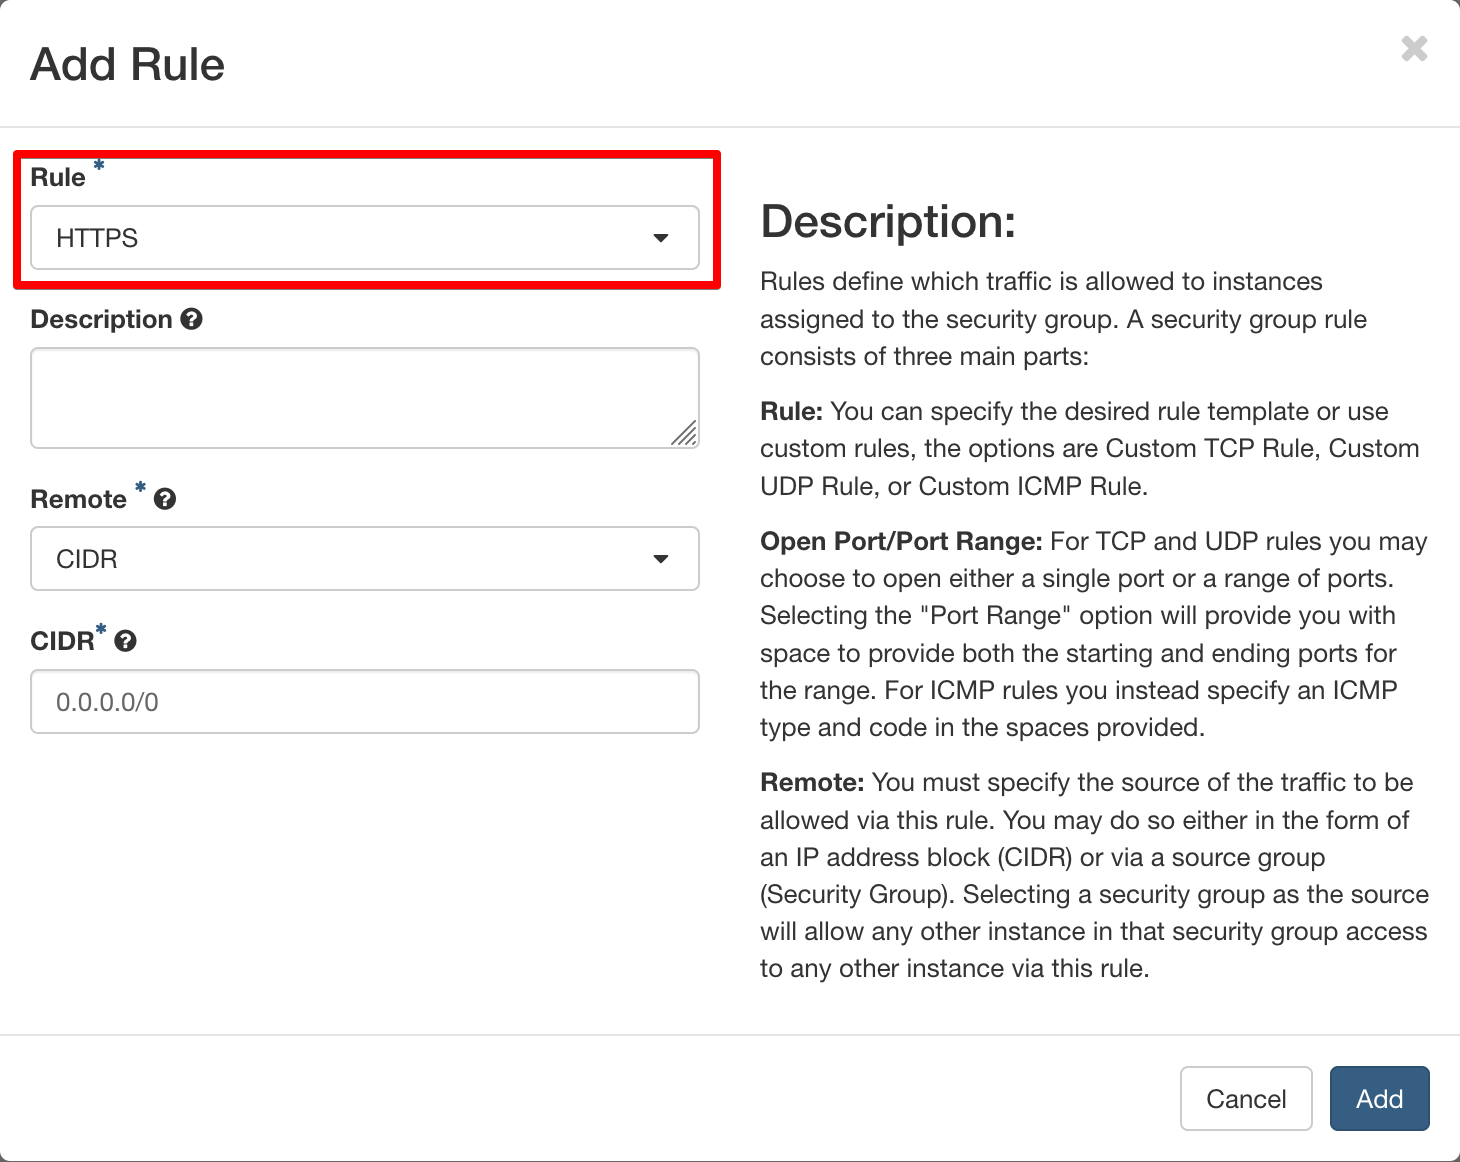 Add Rule
Rule *
HTTPS
Description
Remote *
CIDR
CIDR*
0.0.0.0/0
Description:
Rules define which traffic is allowed to instances
assigned to the security group. A security group rule
consists of three main parts:
Rule: You can specify the desired rule template or use
custom rules, the options are Custom TCP Rule, Custom
UDP Rule, or Custom ICMP Rule.
Open Port/Port Range: For TCP and UDP rules you may
choose to open either a single port or a range of ports.
Selecting the "Port Range" option will provide you with
space to provide both the starting and ending ports for
the range. For ICMP rules you instead specify an ICMP
type and code in the spaces provided.
Remote: You must specify the source of the traffic to be
allowed via this rule. You may do so either in the form of
an IP address block (CIDR) or via a source group
(Security Group). Selecting a security group as the source
will allow any other instance in that security group access
to any other instance via this rule.
Cancel
Add